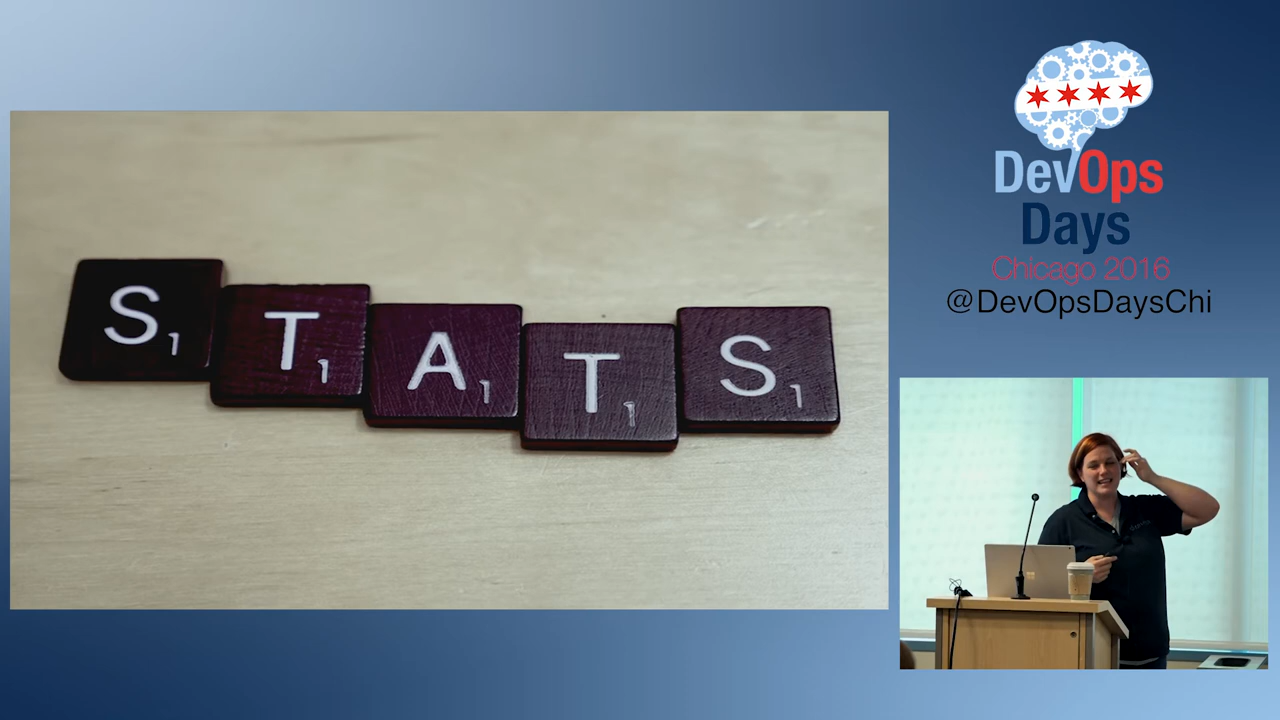 S1 T1 A1 T1 S1
DevOps
Days
Chicago 2016
@DevOpsDaysChi